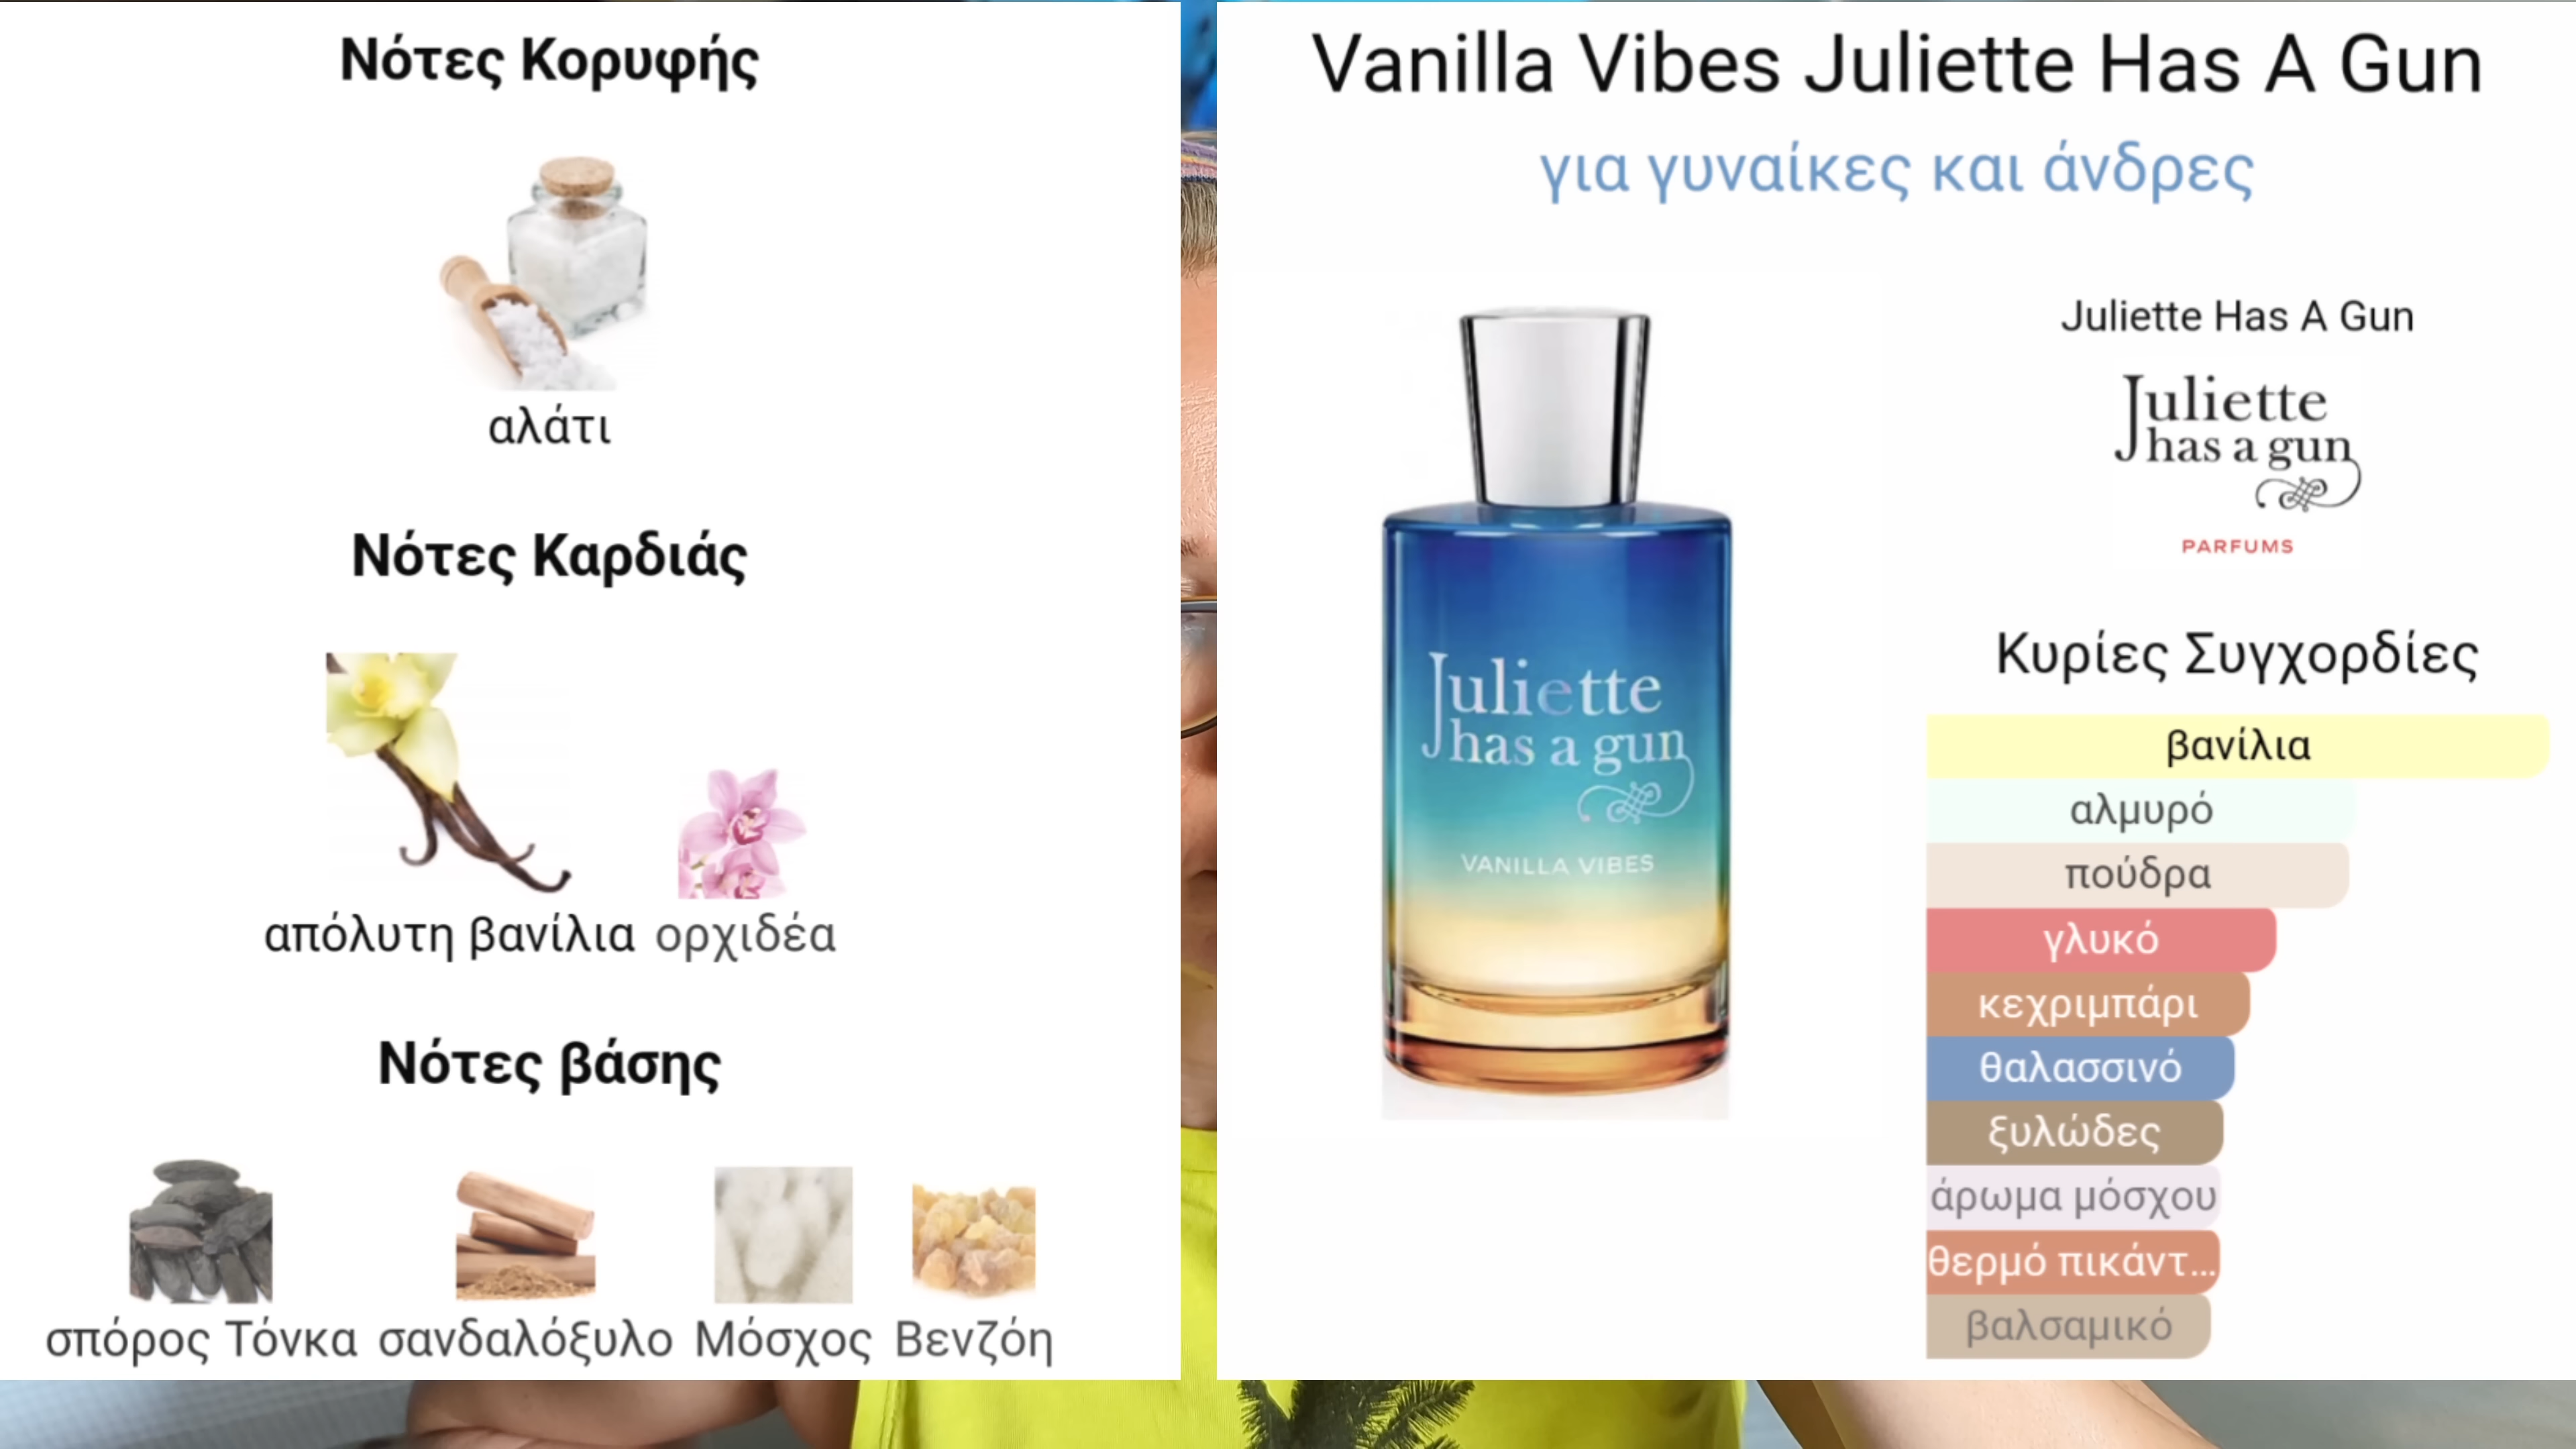 Νότες Κορυφής
αλάτι
Νότες Καρδιάς
απόλυτη βανίλια ορχιδέα
Νότες βάσης
σπόρος Τόνκα σανδαλόξυλο Μόσχος Βενζόη
Vanilla Vibes Juliette Has A Gun
για γυναίκες και άνδρες
Juliette
has a gun
VANILLA VIBES
Juliette Has A Gun
Juliette
has a gun
PARFUMS
Κυρίες Συγχορδίες
βανίλια
αλμυρό
πούδρα
γλυκό
κεχριμπάρι
θαλασσινό
ξυλώδες
άρωμα μόσχου
θερμό πικάντ...
βαλσαμικό